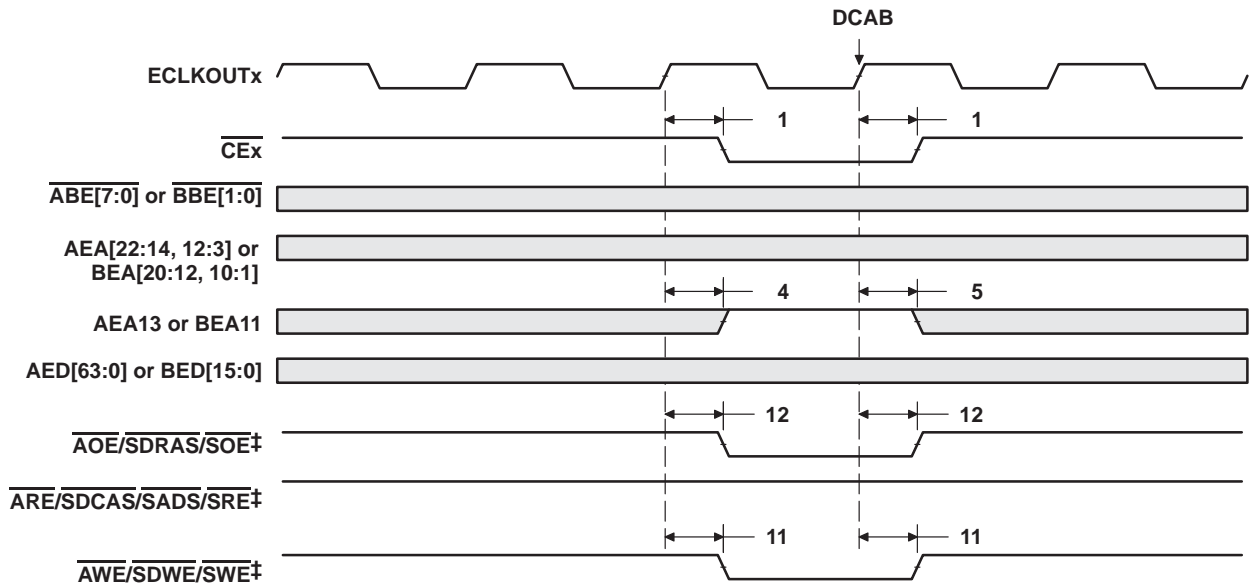 DCAB
ECLKOUTx
1 1
CEx
ABE[7:0] or BBE[1:0]
AEA[22:14, 12:3] or
BEA[20:12, 10:1]
4 5
AEA13 or BEA11
AED[63:0] or BED[15:0]
12 12
AOE/SDRAS/SOE‡
ARE/SDCAS/SADS/SRE‡
11 11
AWE/SDWE/SWE‡